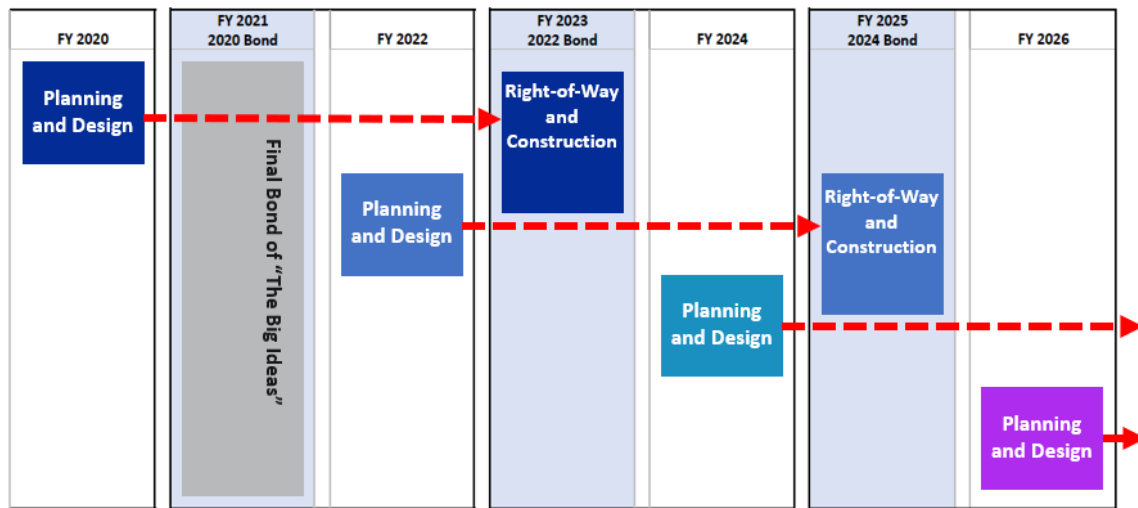 FY 2020
FY 2021
2020 Bond
FY 2022
FY 2023
2022 Bond
FY 2024
FY 2025
2024 Bond
FY 2026
Planning
and Design
Final Bond of “The Big Ideas”
Right-of-Way
and
Construction
Planning
and Design
Right-of-Way
and
Construction
Planning
and Design
Planning
and Design